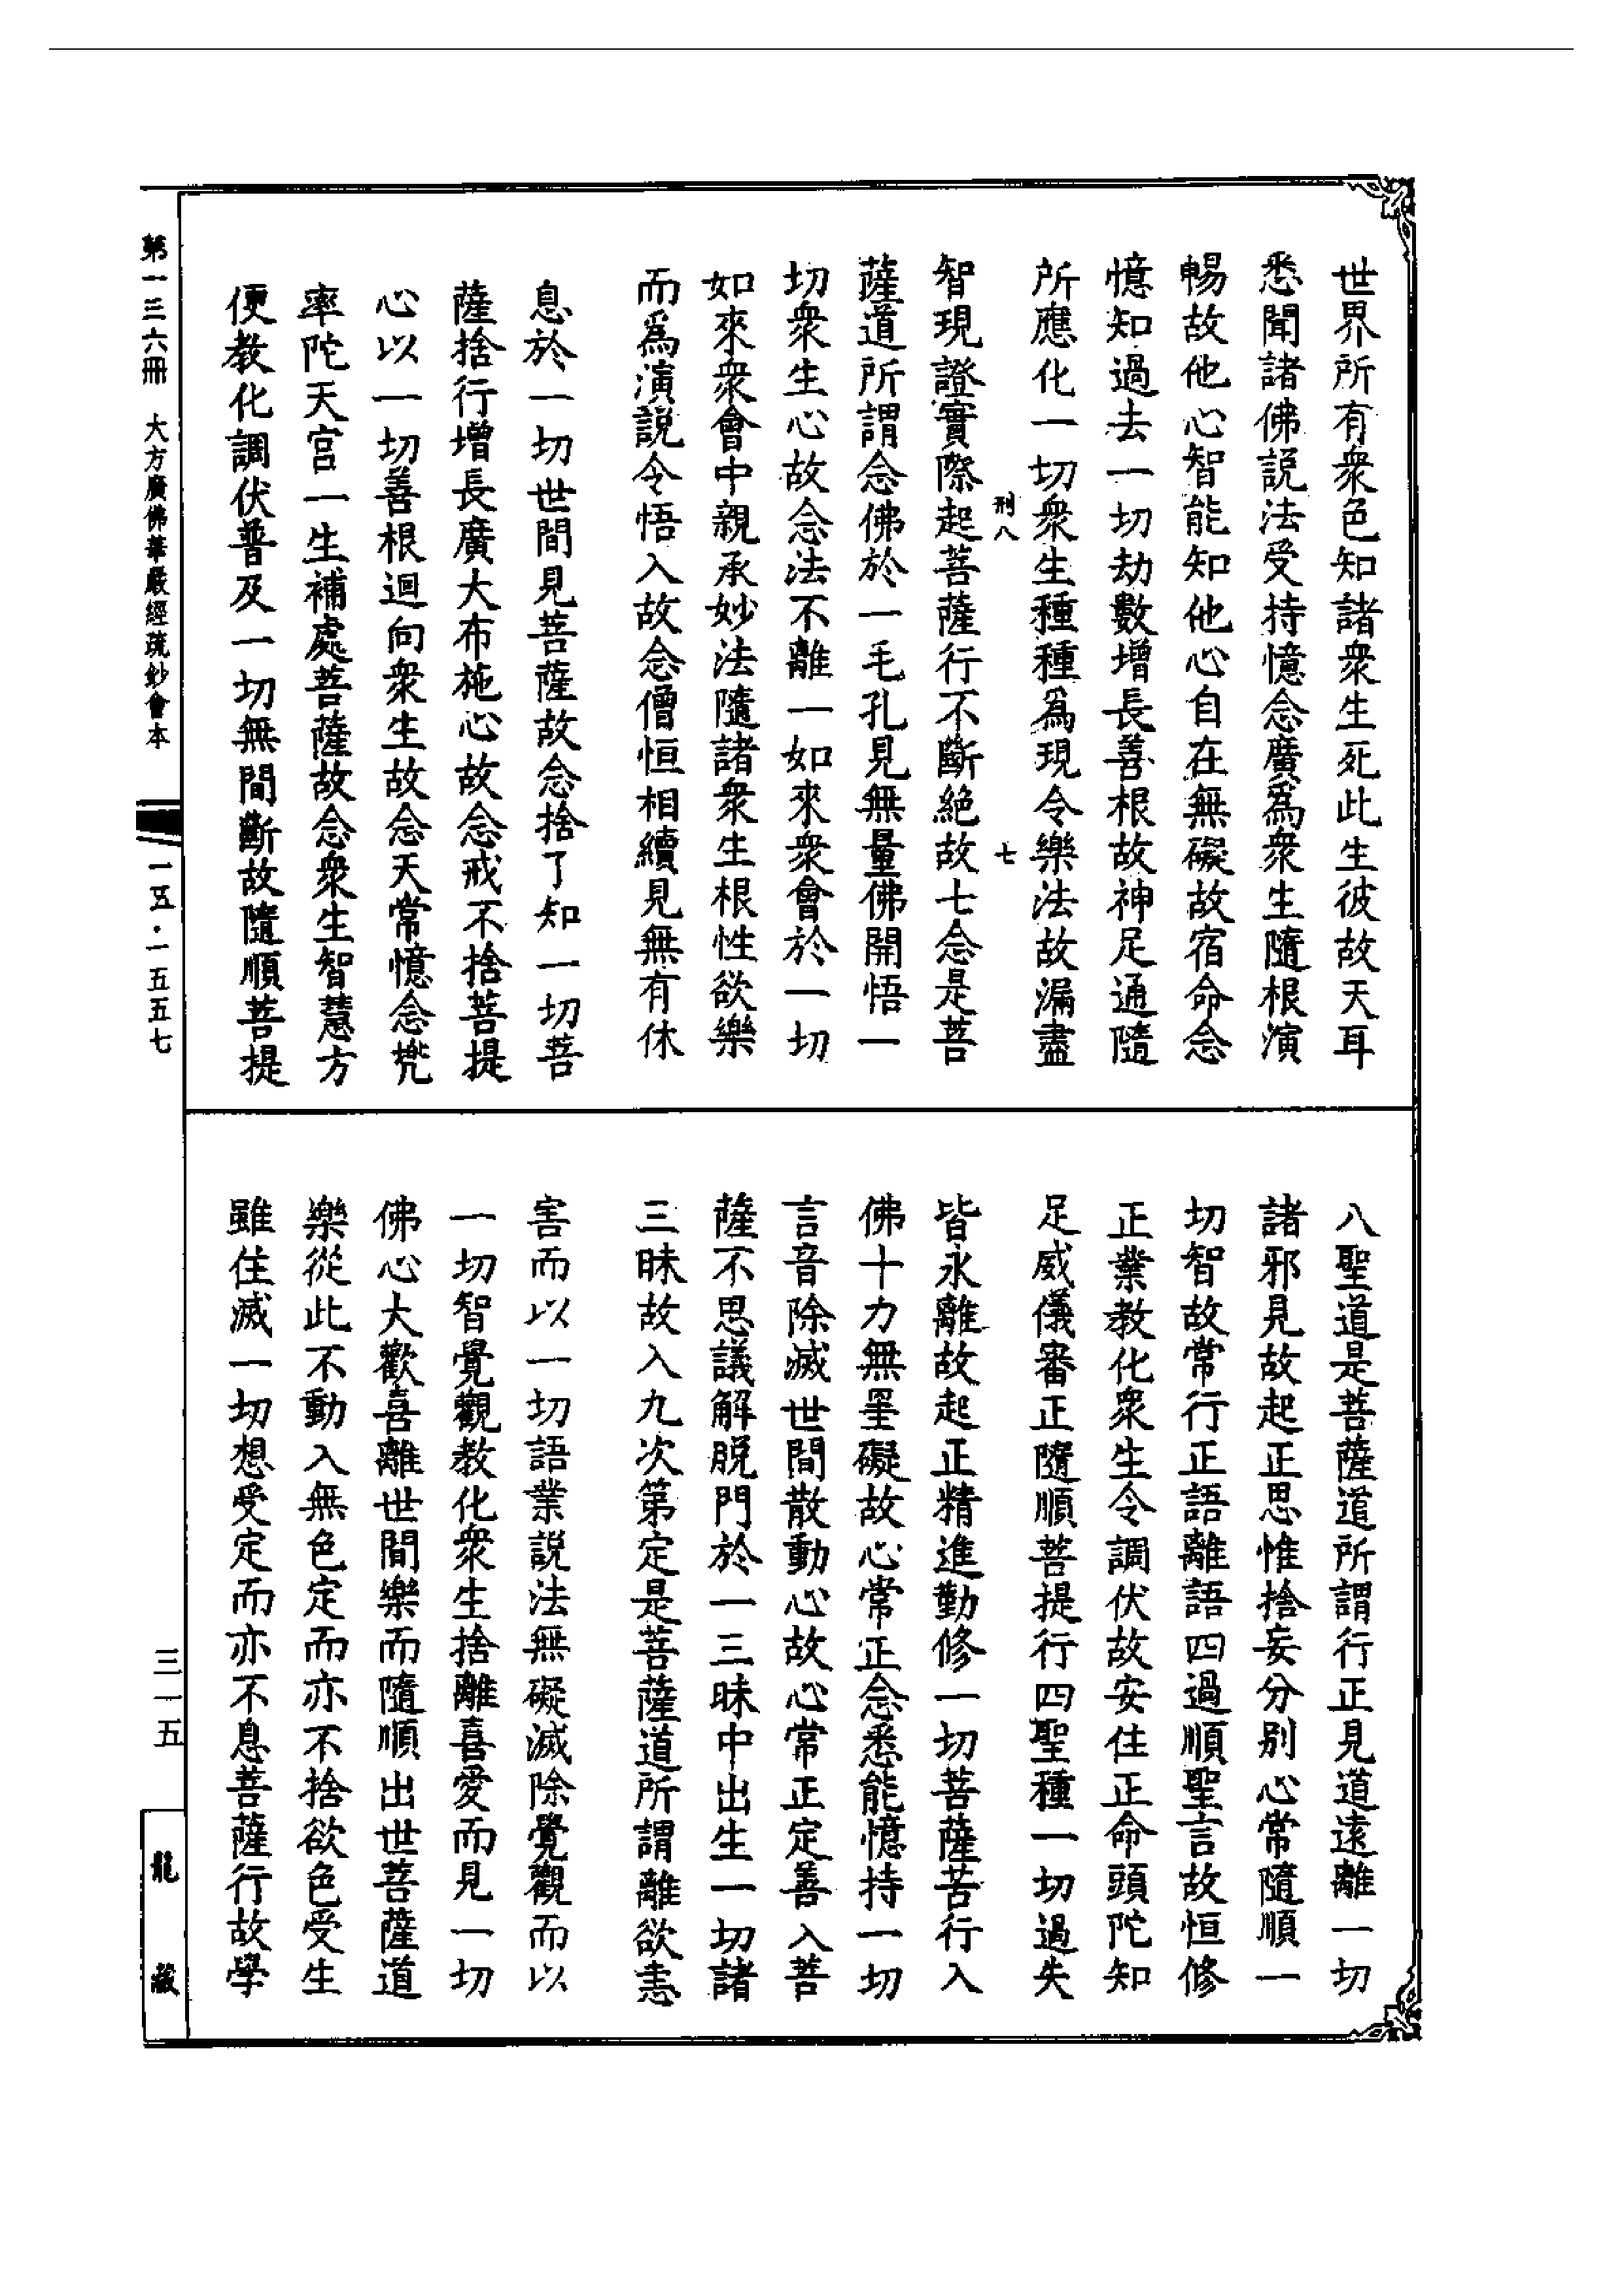 世界所有衆色知諸衆生死此生彼故天耳
悉聞諸佛説法受持憶念廣爲衆生隨根演
暢故他心智能知他心自在無礙故宿命念
憶知過去一切劫數增長善根故神足通隨
所應化一切衆生種種爲現令樂法故漏盡
刑八　七
智現證實際起菩薩行不斷絶故七念是菩
薩道所謂念佛於一毛孔見無量佛開悟一
切衆生心故念法不離一如來衆會於一切
如來衆會中親承妙法隨諸衆生根性欲樂
而爲演説令悟入故念僧恒相續見無有休
息於一切世間見菩薩故念捨了知一切菩
薩捨行增長廣大布施心故念戒不捨菩提
心以一切善根迴向衆生故念天常憶念兠
率陀天宮一生補處菩薩故念衆生智慧方
便教化調伏普及一切無間斷故隨順菩提
八聖道是菩薩道所謂行正見道遠離一切
諸邪見故起正思惟捨妄分別心常隨順一
切智故常行正語離語四過順聖言故恒修
正業教化衆生令調伏故安住正命頭陀知
足威儀審正隨順菩提行四聖種一切過失
皆永離故起正精進勤修一切菩薩苦行入
佛十力無罣礙故心常正念悉能憶持一切
言音除滅世間散動心故心常正定善入菩
薩不思議解脱門於一三昧中出生一切諸
三昧故入九次第定是菩薩道所謂離欲恚
害而以一切語業説法無礙滅除覺觀而以
一切智覺觀教化衆生捨離喜愛而見一切
佛心大歡喜離世間樂而隨順出世菩薩道
樂從此不動入無色定而亦不捨欲色受生
雖住滅一切想受定而亦不息菩薩行故學
第一三六冊　大方廣佛華嚴經疏鈔會本
一五·一五五七
三一五
龍藏